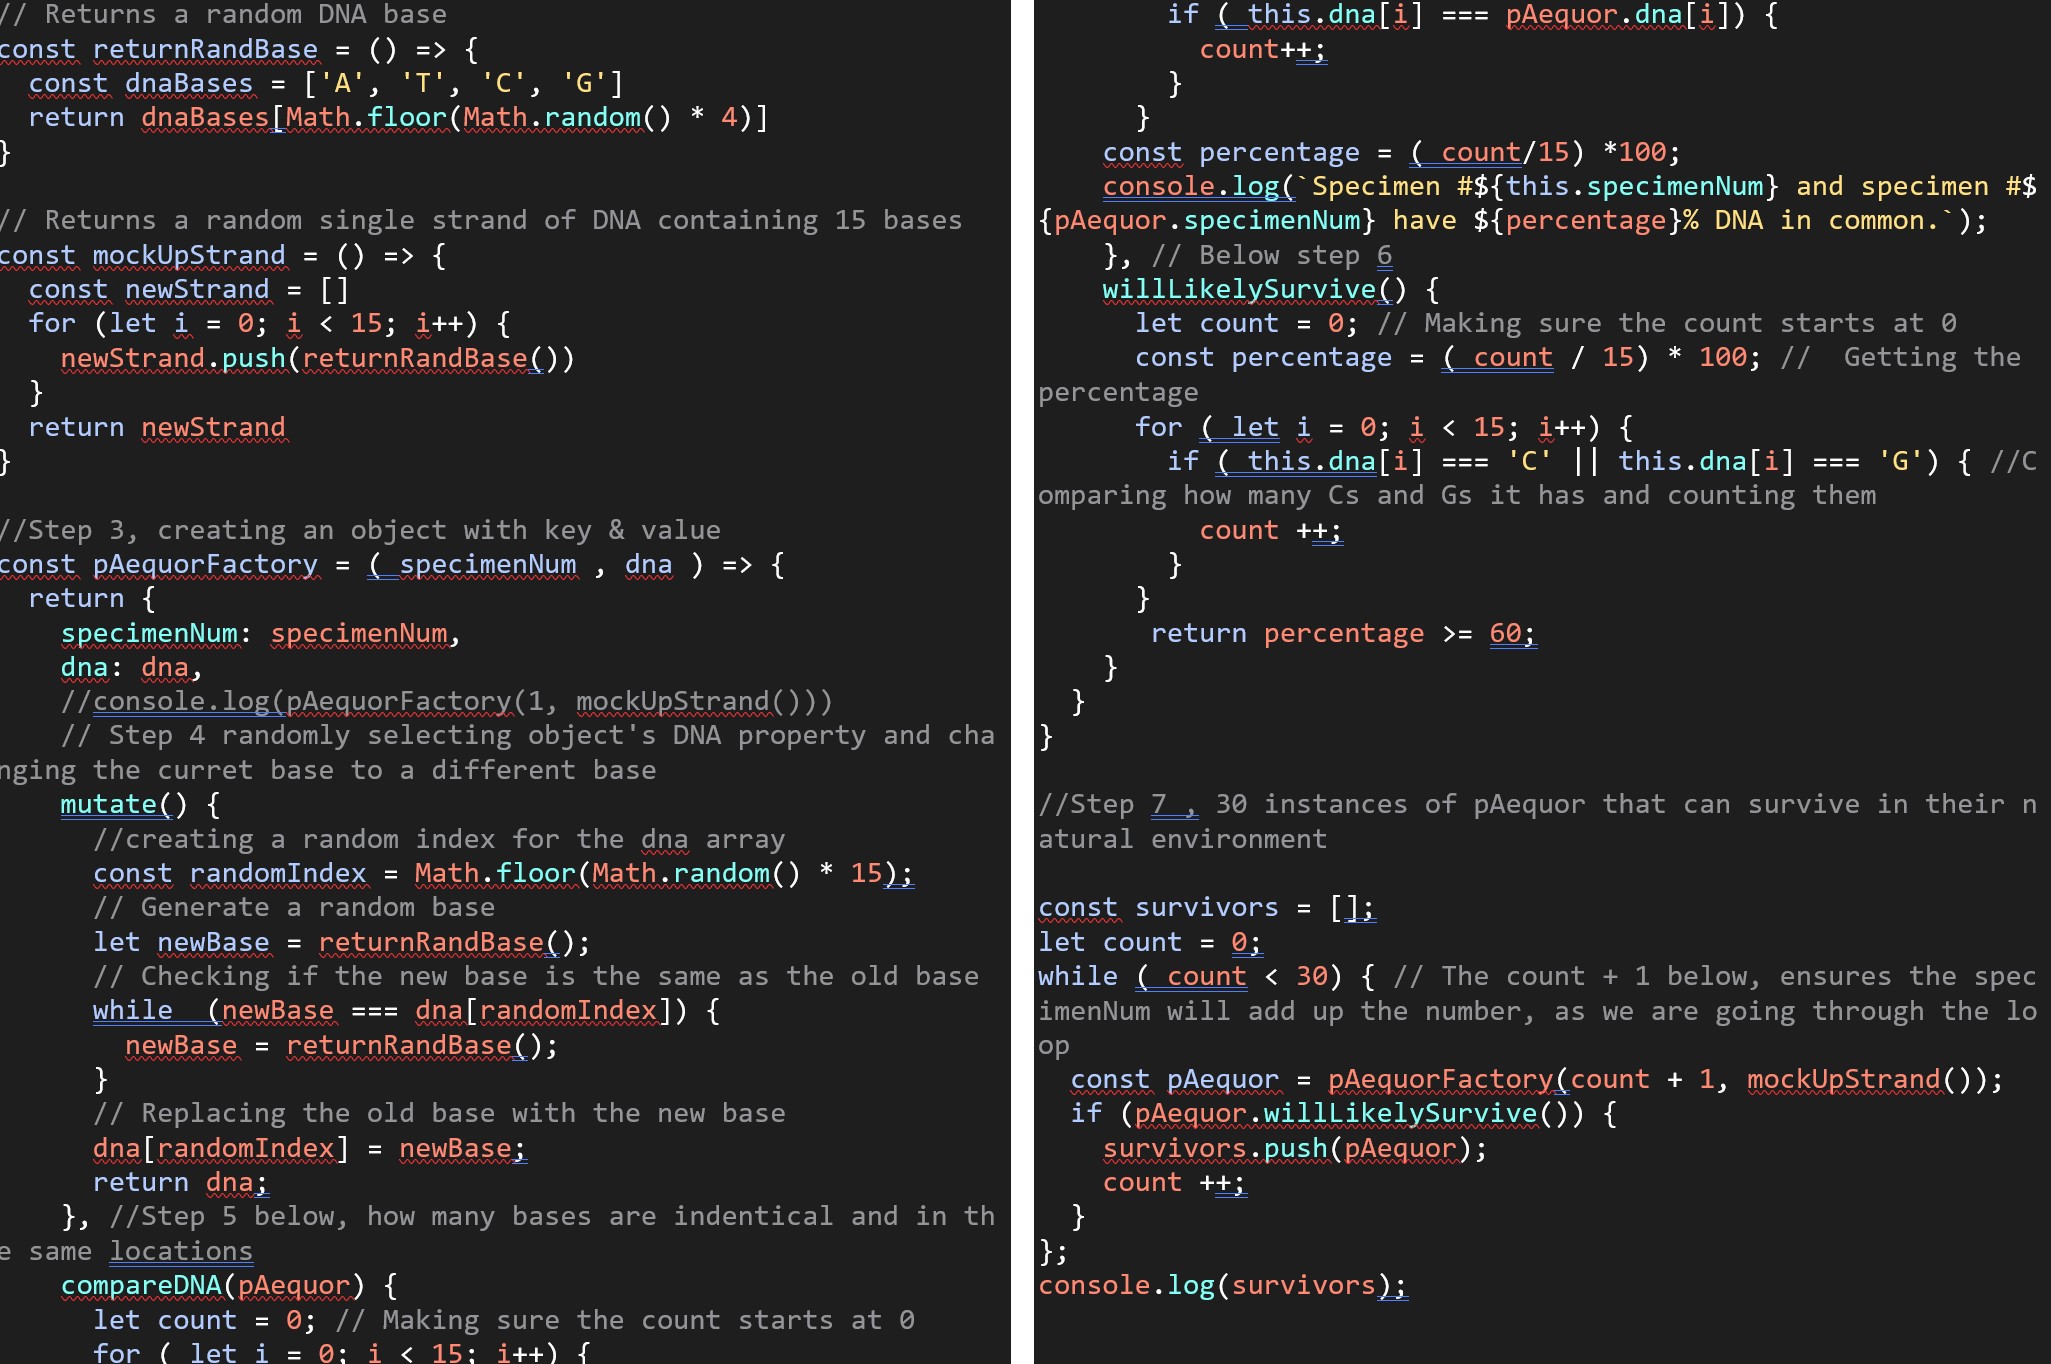 // Returns a random DNA base
const returnRandBase = () => {
  const dnaBases = ['A', 'T', 'C', 'G']
  return dnaBases[Math.floor(Math.random() * 4)]
}

// Returns a random single strand of DNA containing 15 bases
const mockUpStrand = () => {
  const newStrand = []
  for (let i = 0; i < 15; i++) {
    newStrand.push(returnRandBase())
  }
  return newStrand
}

//Step 3, creating an object with key & value
const pAequorFactory = ( specimenNum , dna ) => {
  return {
    specimenNum: specimenNum,
    dna: dna,
    //console.log(pAequorFactory(1, mockUpStrand()))
    // Step 4 randomly selecting object's DNA property and cha
nging the curret base to a different base
    mutate() {
      //creating a random index for the dna array
      const randomIndex = Math.floor(Math.random() * 15);
      // Generate a random base
      let newBase = returnRandBase();
      // Checking if the new base is the same as the old base
      while  (newBase === dna[randomIndex]) {
        newBase = returnRandBase();
      }
      // Replacing the old base with the new base
      dna[randomIndex] = newBase;
      return dna;
    }, //Step 5 below, how many bases are indentical and in th
e same locations
    compareDNA(pAequor) {
      let count = 0; // Making sure the count starts at 0
      for ( let i = 0; i < 15; i++) {
        if ( this.dna[i] === pAequor.dna[i]) {
          count++;
        }
      }
    const percentage = ( count/15) *100;
    console.log(`Specimen #${this.specimenNum} and specimen #$
{pAequor.specimenNum} have ${percentage}% DNA in common.`);
    }, // Below step 6
    willLikelySurvive() {
      let count = 0; // Making sure the count starts at 0
      const percentage = ( count / 15) * 100; //  Getting the
percentage
      for ( let i = 0; i < 15; i++) {
        if ( this.dna[i] === 'C' || this.dna[i] === 'G') { //C
omparing how many Cs and Gs it has and counting them
          count ++;
        }
      }
       return percentage >= 60;
    }
  }
}

//Step 7 , 30 instances of pAequor that can survive in their n
atural environment

const survivors = [];
let count = 0;
while ( count < 30) { // The count + 1 below, ensures the spec
imenNum will add up the number, as we are going through the lo
op
  const pAequor = pAequorFactory(count + 1, mockUpStrand());
  if (pAequor.willLikelySurvive()) {
    survivors.push(pAequor);
    count ++;
  }
};
console.log(survivors);